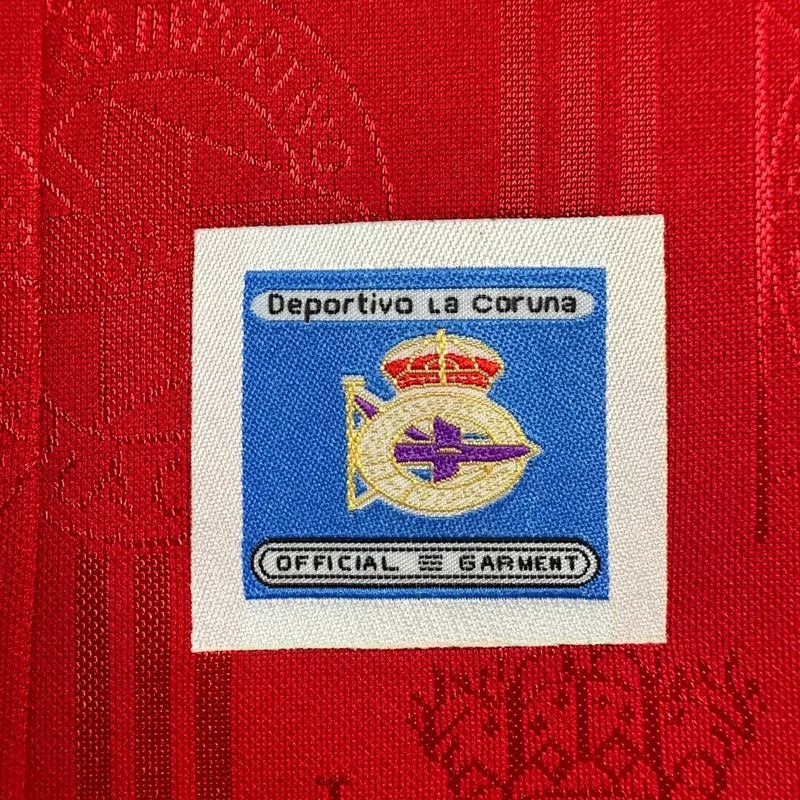 Deportivo La Coruna
OFFICIAL GARMENT